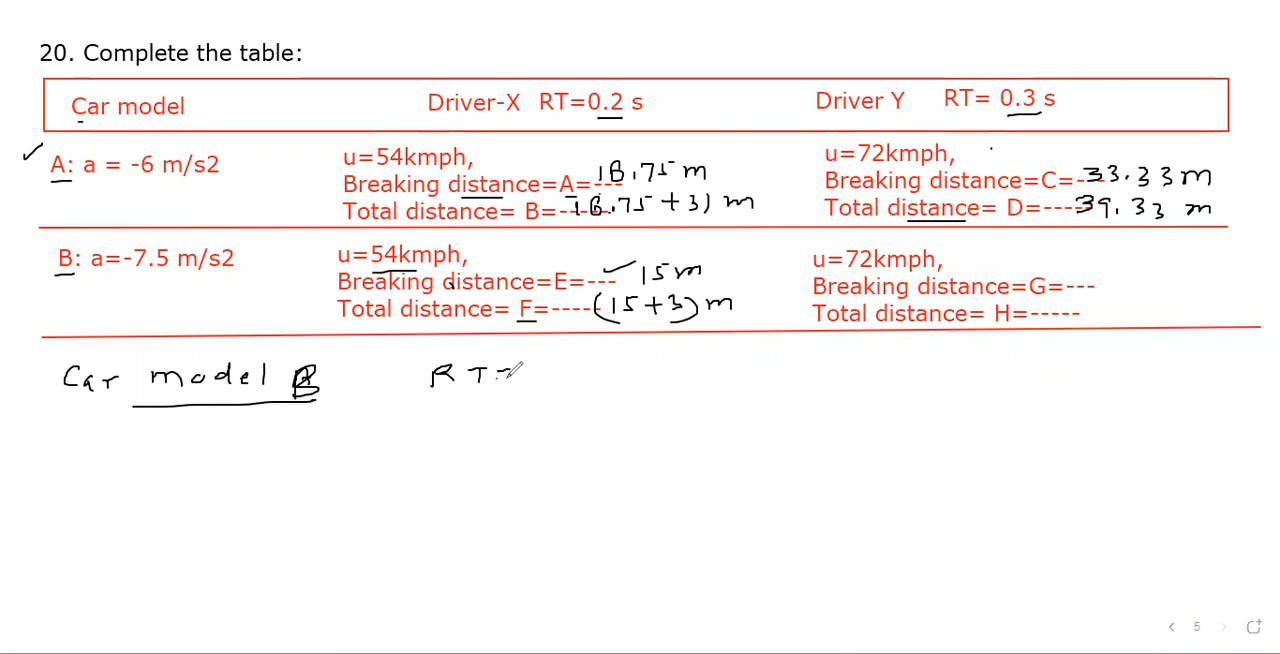 20. Complete the table:
Car model Driver-X RT=0.2 s Driver Y RT= 0.3 s
A: a = -6 m/s2
u=54kmph,
Breaking distance=A=--- 18.75 m
Total distance= B=------ 18.75 + 3) m
u=72kmph,
Breaking distance=C=--- 33.33 m
Total distance= D=----- 39.33 m
B: a=-7.5 m/s2
u=54kmph,
Breaking distance=E=--- 15 m
Total distance= F=----- (15 + 3) m
u=72kmph,
Breaking distance=G=---
Total distance= H=-----
Car model B RT=
5